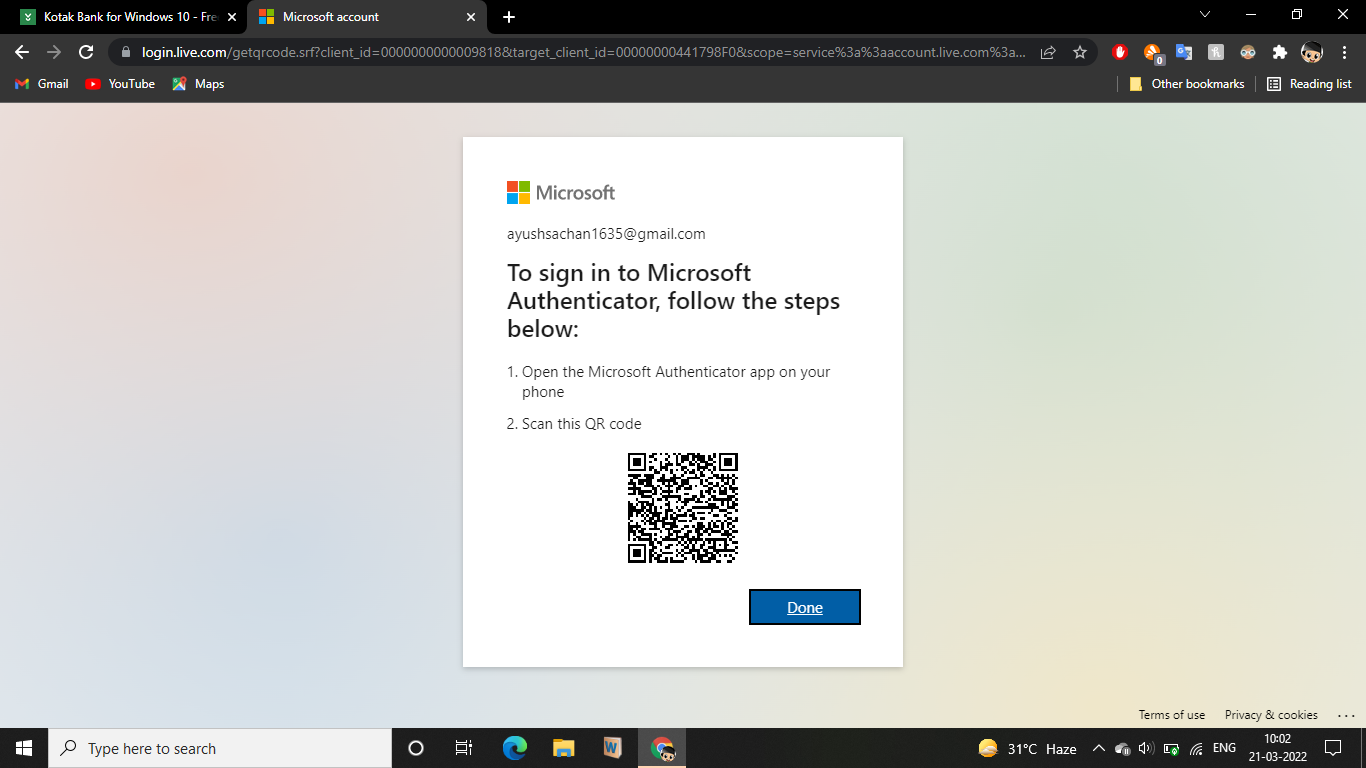 Kotak Bank for Windows 10 - Fre
Microsoft account
login.live.com/getqrcode.srf?client_id=0000000000009818&target_client_id=00000000441798F0&scope=service%3a%3aaccount.live.com%3a...
0
Gmail
YouTube
Maps
Other bookmarks
Reading list
Microsoft
ayushsachan1635@gmail.com
To sign in to Microsoft
Authenticator, follow the steps
below:
1. Open the Microsoft Authenticator app on your
phone
2. Scan this QR code
Done
Terms of use
Privacy & cookies
...
Type here to search
W
31°C Haze
ENG
10:02
21-03-2022